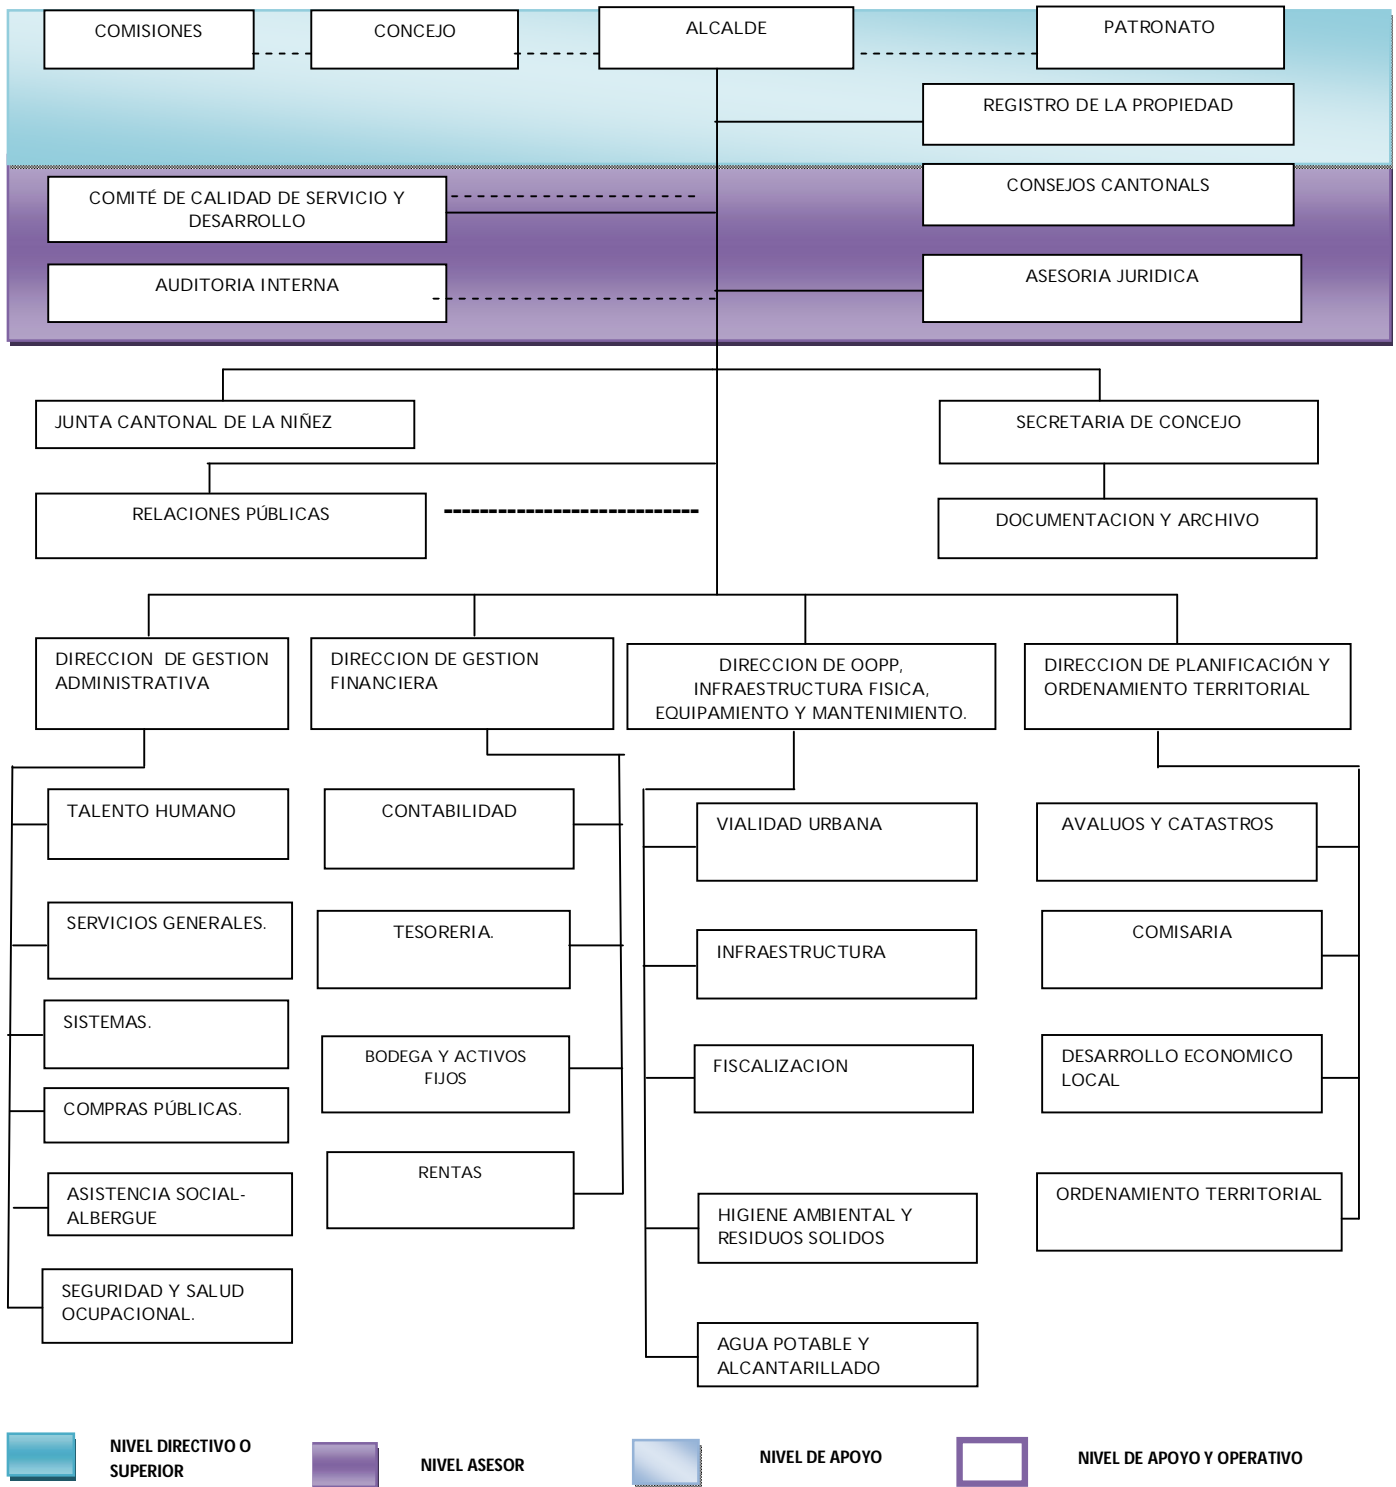 COMISIONES
CONCEJO
ALCALDE
PATRONATO
REGISTRO DE LA PROPIEDAD
COMITÉ DE CALIDAD DE SERVICIO Y
DESARROLLO
CONSEJOS CANTONALS
AUDITORIA INTERNA
ASESORIA JURIDICA
JUNTA CANTONAL DE LA NIÑEZ
SECRETARIA DE CONCEJO
RELACIONES PÚBLICAS
DOCUMENTACION Y ARCHIVO
DIRECCION DE GESTION
ADMINISTRATIVA
DIRECCION DE GESTION
FINANCIERA
DIRECCION DE OOPP,
INFRAESTRUCTURA FISICA,
EQUIPAMIENTO Y MANTENIMIENTO.
DIRECCION DE PLANIFICACIÓN Y
ORDENAMIENTO TERRITORIAL
TALENTO HUMANO
SERVICIOS GENERALES.
SISTEMAS.
COMPRAS PÚBLICAS.
ASISTENCIA SOCIAL-
ALBERGUE
SEGURIDAD Y SALUD
OCUPACIONAL.
CONTABILIDAD
TESORERIA.
BODEGA Y ACTIVOS
FIJOS
RENTAS
VIALIDAD URBANA
INFRAESTRUCTURA
FISCALIZACION
HIGIENE AMBIENTAL Y
RESIDUOS SOLIDOS
AGUA POTABLE Y
ALCANTARILLADO
AVALUOS Y CATASTROS
COMISARIA
DESARROLLO ECONOMICO
LOCAL
ORDENAMIENTO TERRITORIAL
NIVEL DIRECTIVO O
SUPERIOR
NIVEL ASESOR
NIVEL DE APOYO
NIVEL DE APOYO Y OPERATIVO